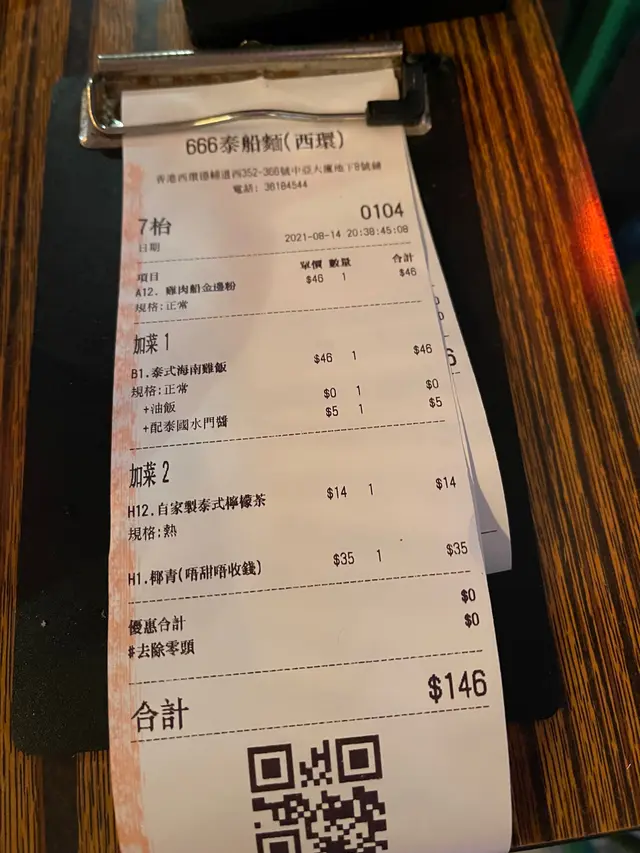 666泰船麵(西環)
香港西環德輔道西352-366號中亞大廈地下8號舖
電話: 36184544
7枱 0104
日期 2021-08-14 20:38:45:08
項目 單價 數量 合計
A12. 雞肉船金邊粉 $46 1 $46
規格:正常
加菜 1
B1.泰式海南雞飯 $46 1 $46
規格:正常
+油飯 $0 1 $0
+配泰國水門醬 $5 1 $5
加菜 2
H12.自家製泰式檸檬茶 $14 1 $14
規格:熱
H1.椰青(唔甜唔收錢) $35 1 $35
優惠合計 $0
#去除零頭 $0
合計 $146